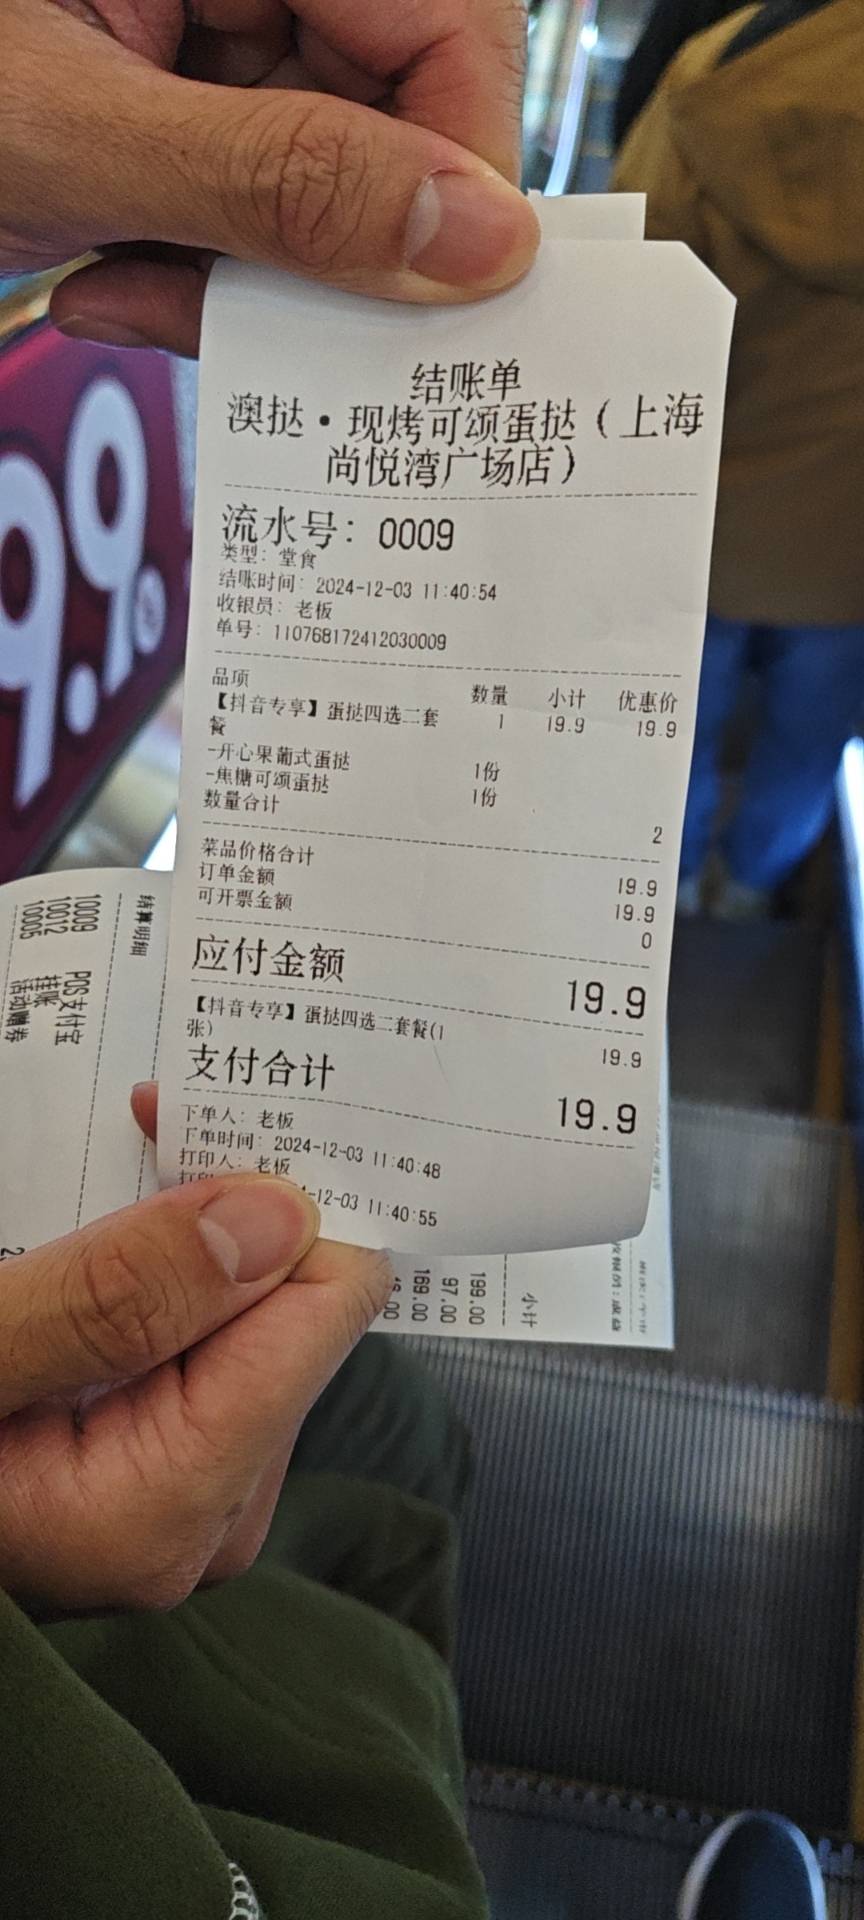 结账单
澳挞·现烤可颂蛋挞（上海
尚悦湾广场店）
流水号：0009
类型：堂食
结账时间：2024-12-03 11:40:54
收银员：老板
单号：110768172412030009
品项 数量 小计 优惠价
【抖音专享】蛋挞四选二套 1 19.9 19.9
餐
-开心果葡式蛋挞 1份
-焦糖可颂蛋挞 1份
数量合计 2
菜品价格合计 19.9
订单金额 19.9
可开票金额 0
应付金额 19.9
【抖音专享】蛋挞四选二套餐(1 19.9
张)
支付合计 19.9
下单人：老板
下单时间：2024-12-03 11:40:48
打印人：老板
-12-03 11:40:55
9.9
结算明细
10009 POS支付宝
10012 挂账
10005 活动赠券
小计
199.00
97.00
169.00